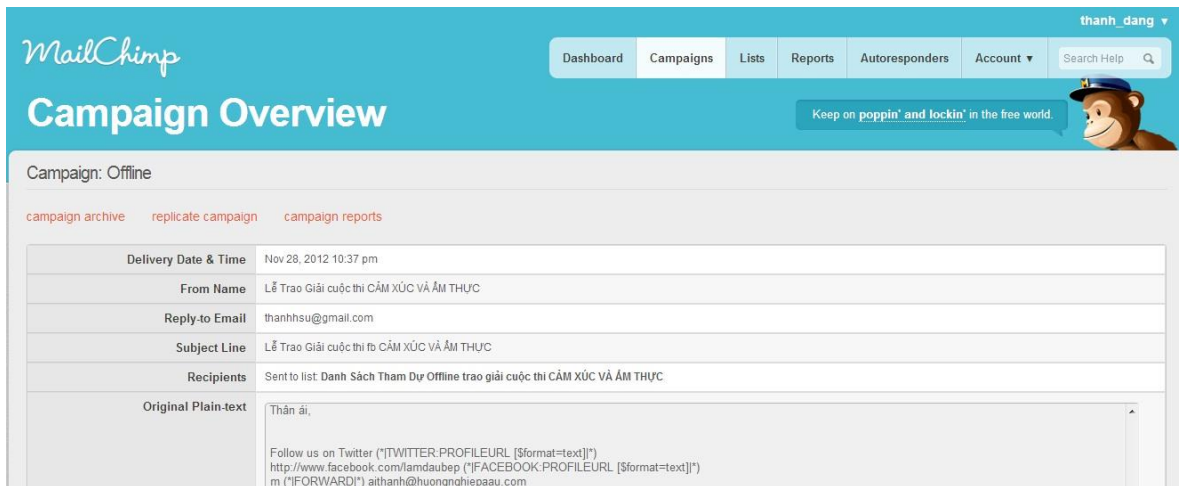 thanh_dang ▾
MailChimp
Dashboard Campaigns Lists Reports Autoresponders Account ▾ Search Help
Campaign Overview
Keep on poppin' and lockin' in the free world.
Campaign: Offline
campaign archive replicate campaign campaign reports
Delivery Date & Time Nov 28, 2012 10:37 pm
From Name Lễ Trao Giải cuộc thi CẢM XÚC VÀ ẨM THỰC
Reply-to Email thanhhsu@gmail.com
Subject Line Lễ Trao Giải cuộc thi fb CẢM XÚC VÀ ẨM THỰC
Recipients Sent to list: Danh Sách Tham Dự Offline trao giải cuộc thi CẢM XÚC VÀ ẨM THỰC
Original Plain-text Thân ái,
Follow us on Twitter (*|TWITTER:PROFILEURL [$format=text]|*)
http://www.facebook.com/lamdaubep (*|FACEBOOK:PROFILEURL [$format=text]|*)
m (*|FORWARD|*) aithanh@huongnghiepaau.com